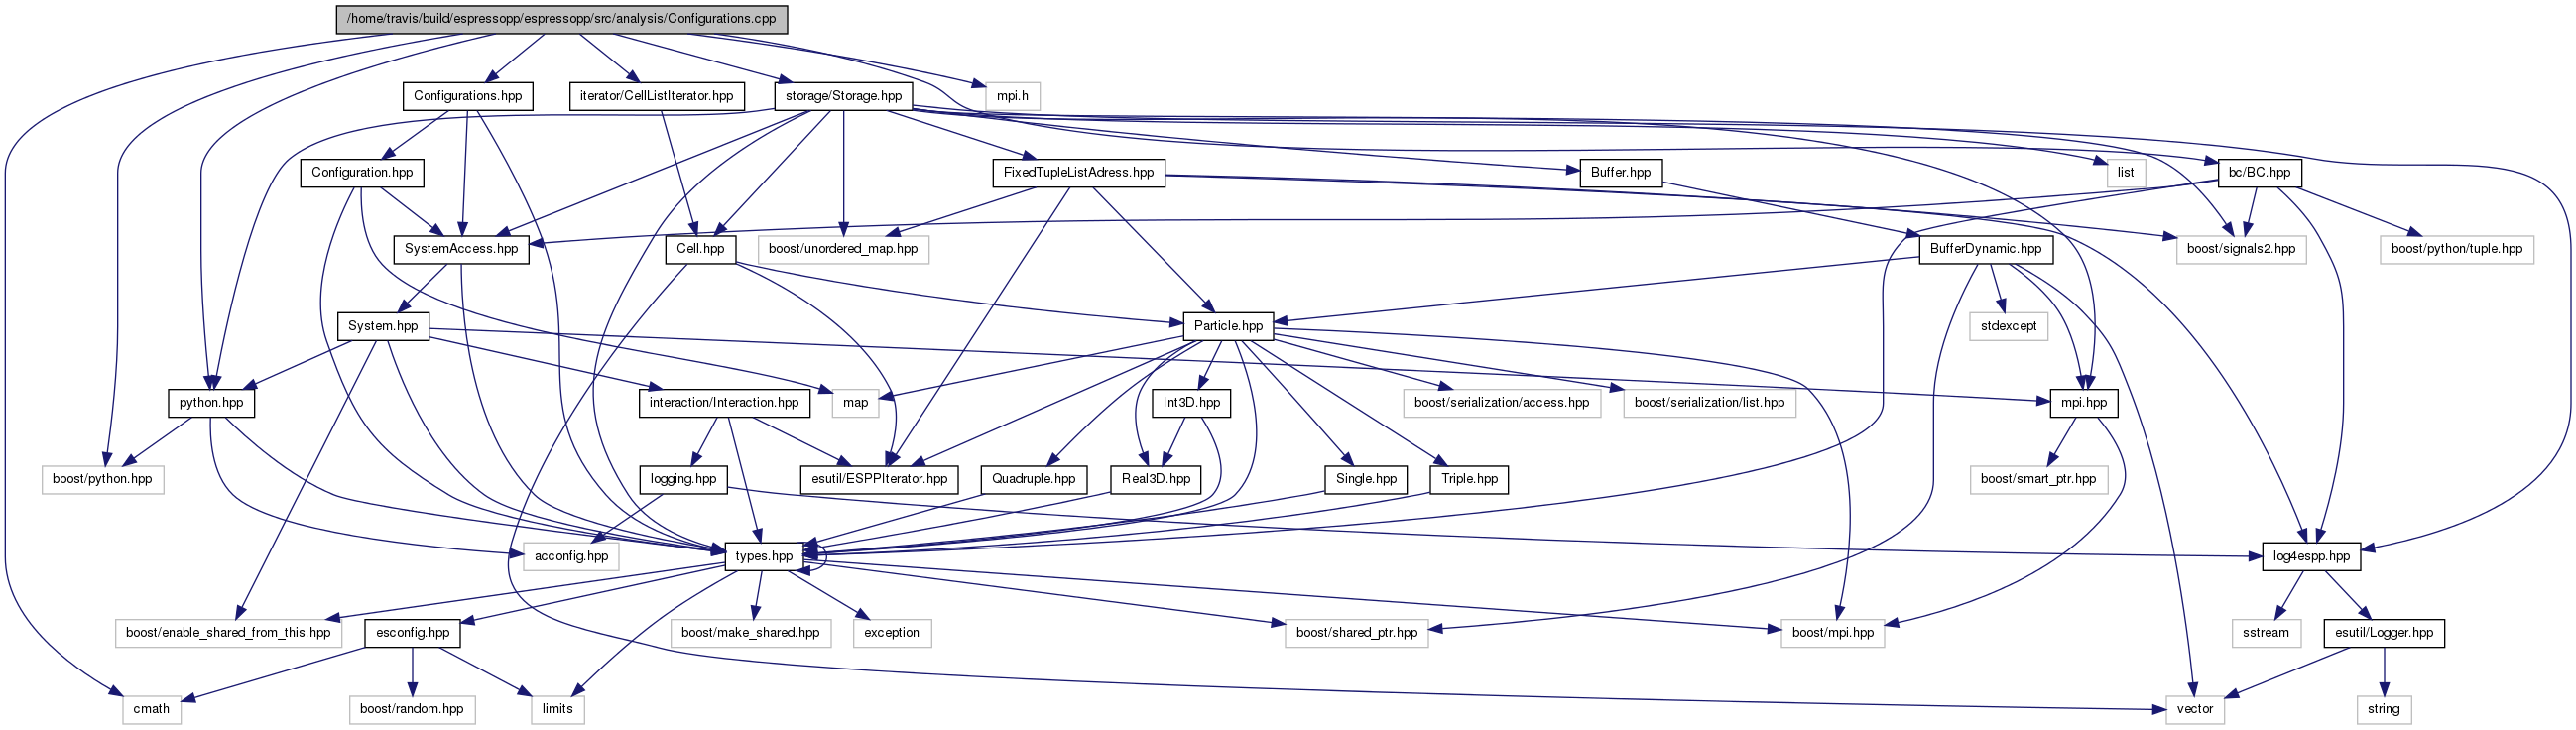 /home/travis/build/espressopp/espressopp/src/analysis/Configurations.cpp
Configurations.hpp
iterator/CellListIterator.hpp
storage/Storage.hpp
mpi.h
Configuration.hpp
FixedTupleListAdress.hpp
Buffer.hpp
list
bc/BC.hpp
SystemAccess.hpp
Cell.hpp
boost/unordered_map.hpp
BufferDynamic.hpp
boost/signals2.hpp
boost/python/tuple.hpp
System.hpp
Particle.hpp
stdexcept
python.hpp
interaction/Interaction.hpp
map
Int3D.hpp
boost/serialization/access.hpp
boost/serialization/list.hpp
mpi.hpp
boost/python.hpp
logging.hpp
esutil/ESPPIterator.hpp
Quadruple.hpp
Real3D.hpp
Single.hpp
Triple.hpp
boost/smart_ptr.hpp
acconfig.hpp
types.hpp
log4espp.hpp
boost/enable_shared_from_this.hpp
esconfig.hpp
boost/make_shared.hpp
exception
boost/shared_ptr.hpp
boost/mpi.hpp
sstream
esutil/Logger.hpp
cmath
boost/random.hpp
limits
vector
string